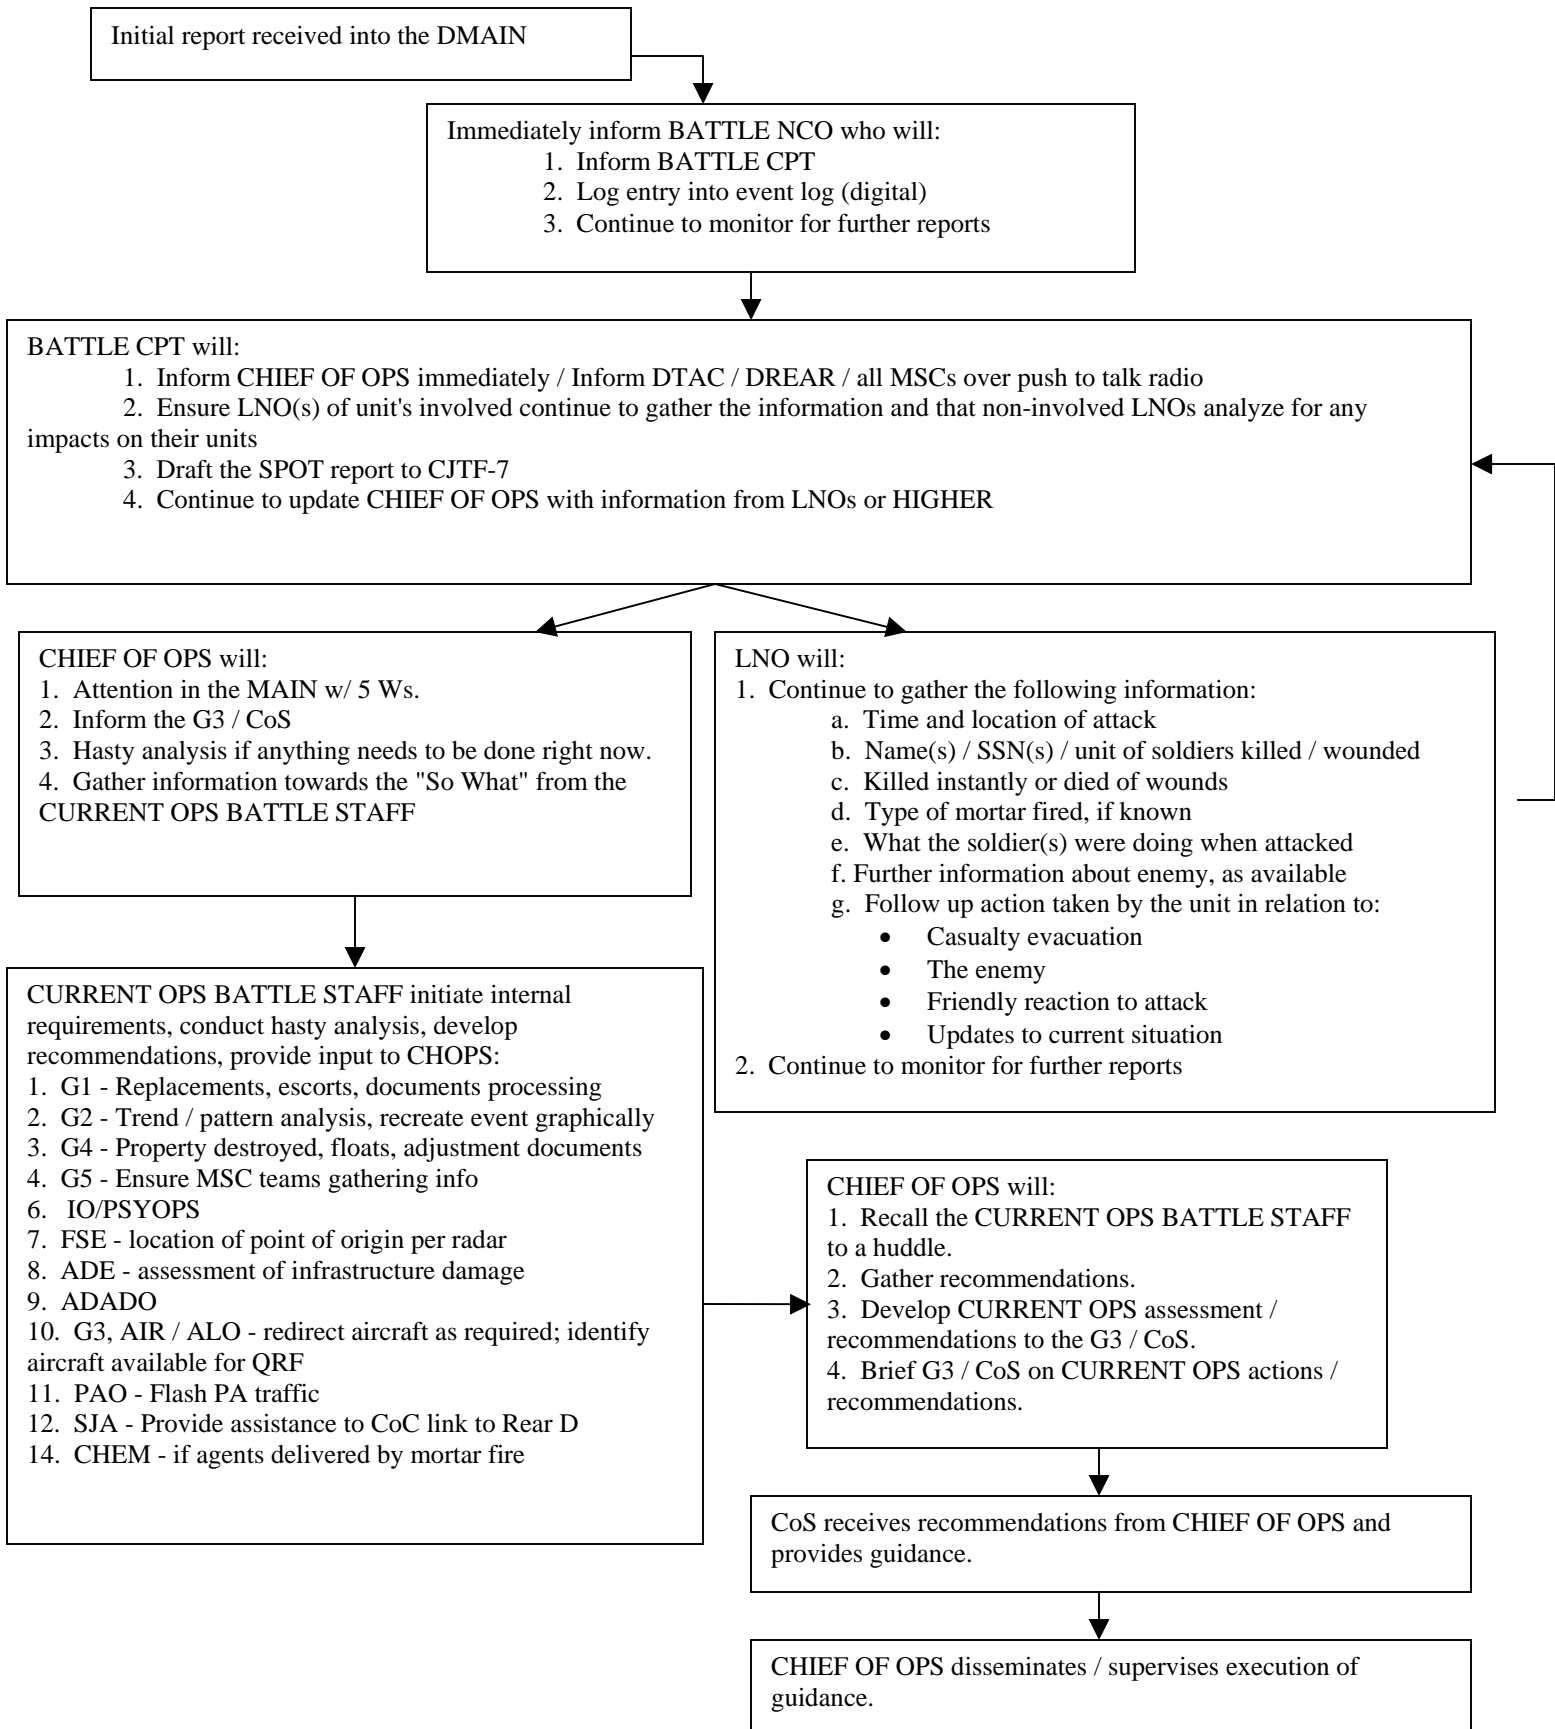 Initial report received into the DMAIN
Immediately inform BATTLE NCO who will:
1. Inform BATTLE CPT
2. Log entry into event log (digital)
3. Continue to monitor for further reports
BATTLE CPT will:
1. Inform CHIEF OF OPS immediately / Inform DTAC / DREAR / all MSCs over push to talk radio
2. Ensure LNO(s) of unit's involved continue to gather the information and that non-involved LNOs analyze for any
impacts on their units
3. Draft the SPOT report to CJTF-7
4. Continue to update CHIEF OF OPS with information from LNOs or HIGHER
CHIEF OF OPS will:
1. Attention in the MAIN w/ 5 Ws.
2. Inform the G3 / CoS
3. Hasty analysis if anything needs to be done right now.
4. Gather information towards the "So What" from the
CURRENT OPS BATTLE STAFF
LNO will:
1. Continue to gather the following information:
a. Time and location of attack
b. Name(s) / SSN(s) / unit of soldiers killed / wounded
c. Killed instantly or died of wounds
d. Type of mortar fired, if known
e. What the soldier(s) were doing when attacked
f. Further information about enemy, as available
g. Follow up action taken by the unit in relation to:
• Casualty evacuation
• The enemy
• Friendly reaction to attack
• Updates to current situation
2. Continue to monitor for further reports
CURRENT OPS BATTLE STAFF initiate internal
requirements, conduct hasty analysis, develop
recommendations, provide input to CHOPS:
1. G1 - Replacements, escorts, documents processing
2. G2 - Trend / pattern analysis, recreate event graphically
3. G4 - Property destroyed, floats, adjustment documents
4. G5 - Ensure MSC teams gathering info
6. IO/PSYOPS
7. FSE - location of point of origin per radar
8. ADE - assessment of infrastructure damage
9. ADADO
10. G3, AIR / ALO - redirect aircraft as required; identify
aircraft available for QRF
11. PAO - Flash PA traffic
12. SJA - Provide assistance to CoC link to Rear D
14. CHEM - if agents delivered by mortar fire
CHIEF OF OPS will:
1. Recall the CURRENT OPS BATTLE STAFF
to a huddle.
2. Gather recommendations.
3. Develop CURRENT OPS assessment /
recommendations to the G3 / CoS.
4. Brief G3 / CoS on CURRENT OPS actions /
recommendations.
CoS receives recommendations from CHIEF OF OPS and
provides guidance.
CHIEF OF OPS disseminates / supervises execution of
guidance.